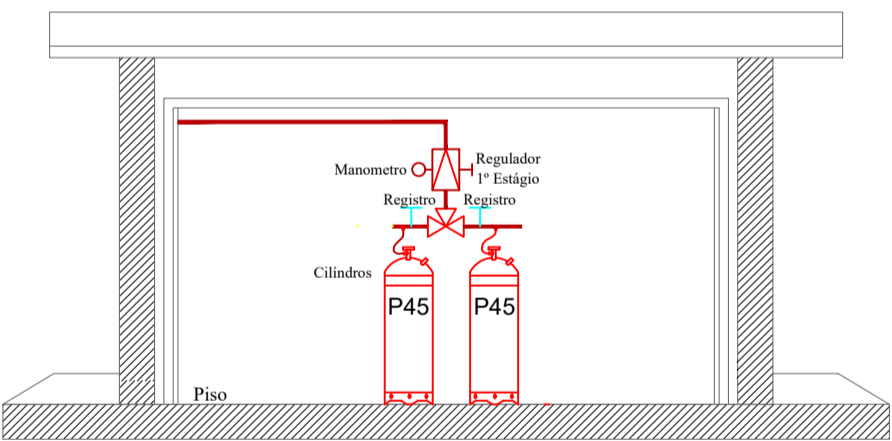 Manometro
Regulador
1º Estágio
Registro
Registro
Cilíndros
P45
P45
Piso